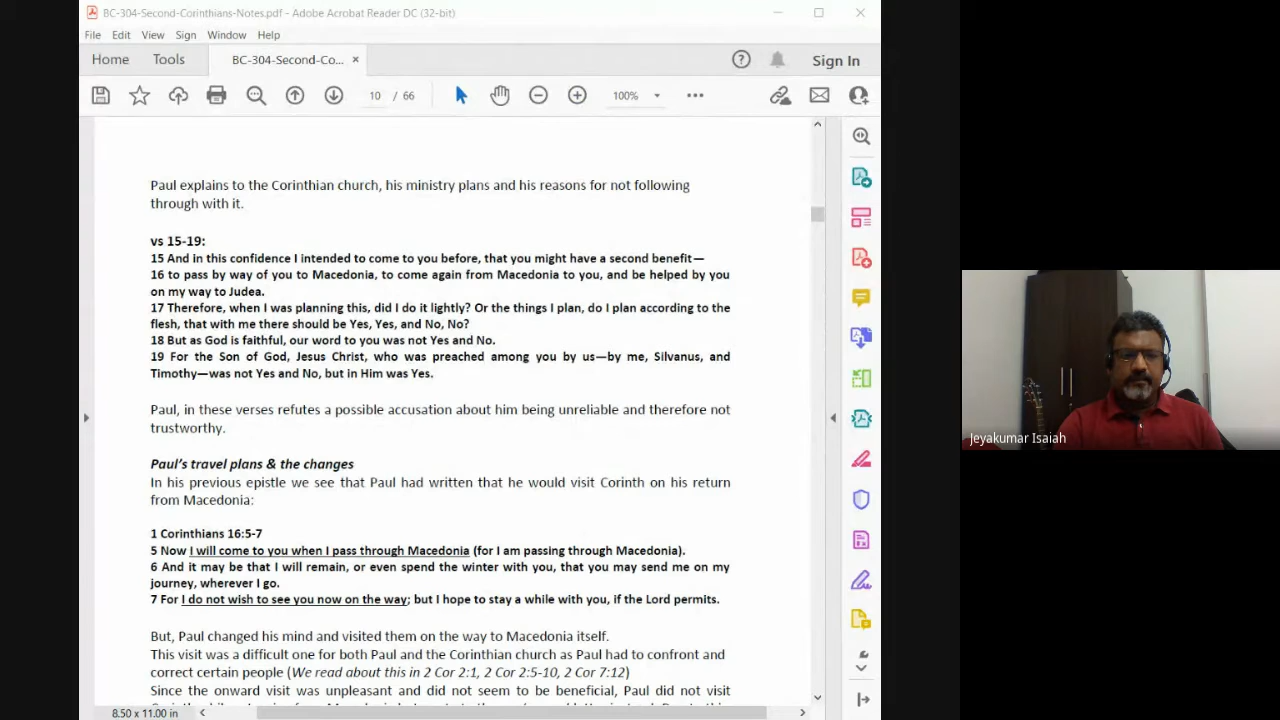 BC-304-Second-Corinthians-Notes.pdf - Adobe Acrobat Reader DC (32-bit)
File Edit View Sign Window Help
Home Tools BC-304-Second-Co... × Sign In
10 / 66 100%
Paul explains to the Corinthian church, his ministry plans and his reasons for not following
through with it.
vs 15-19:
15 And in this confidence I intended to come to you before, that you might have a second benefit—
16 to pass by way of you to Macedonia, to come again from Macedonia to you, and be helped by you
on my way to Judea.
17 Therefore, when I was planning this, did I do it lightly? Or the things I plan, do I plan according to the
flesh, that with me there should be Yes, Yes, and No, No?
18 But as God is faithful, our word to you was not Yes and No.
19 For the Son of God, Jesus Christ, who was preached among you by us—by me, Silvanus, and
Timothy—was not Yes and No, but in Him was Yes.
Paul, in these verses refutes a possible accusation about him being unreliable and therefore not
trustworthy.
Paul's travel plans & the changes
In his previous epistle we see that Paul had written that he would visit Corinth on his return
from Macedonia:
1 Corinthians 16:5-7
5 Now I will come to you when I pass through Macedonia (for I am passing through Macedonia).
6 And it may be that I will remain, or even spend the winter with you, that you may send me on my
journey, wherever I go.
7 For I do not wish to see you now on the way; but I hope to stay a while with you, if the Lord permits.
But, Paul changed his mind and visited them on the way to Macedonia itself.
This visit was a difficult one for both Paul and the Corinthian church as Paul had to confront and
correct certain people (We read about this in 2 Cor 2:1, 2 Cor 2:5-10, 2 Cor 7:12)
Since the onward visit was unpleasant and did not seem to be beneficial, Paul did not visit
8.50 x 11.00 in
Jeyakumar Isaiah